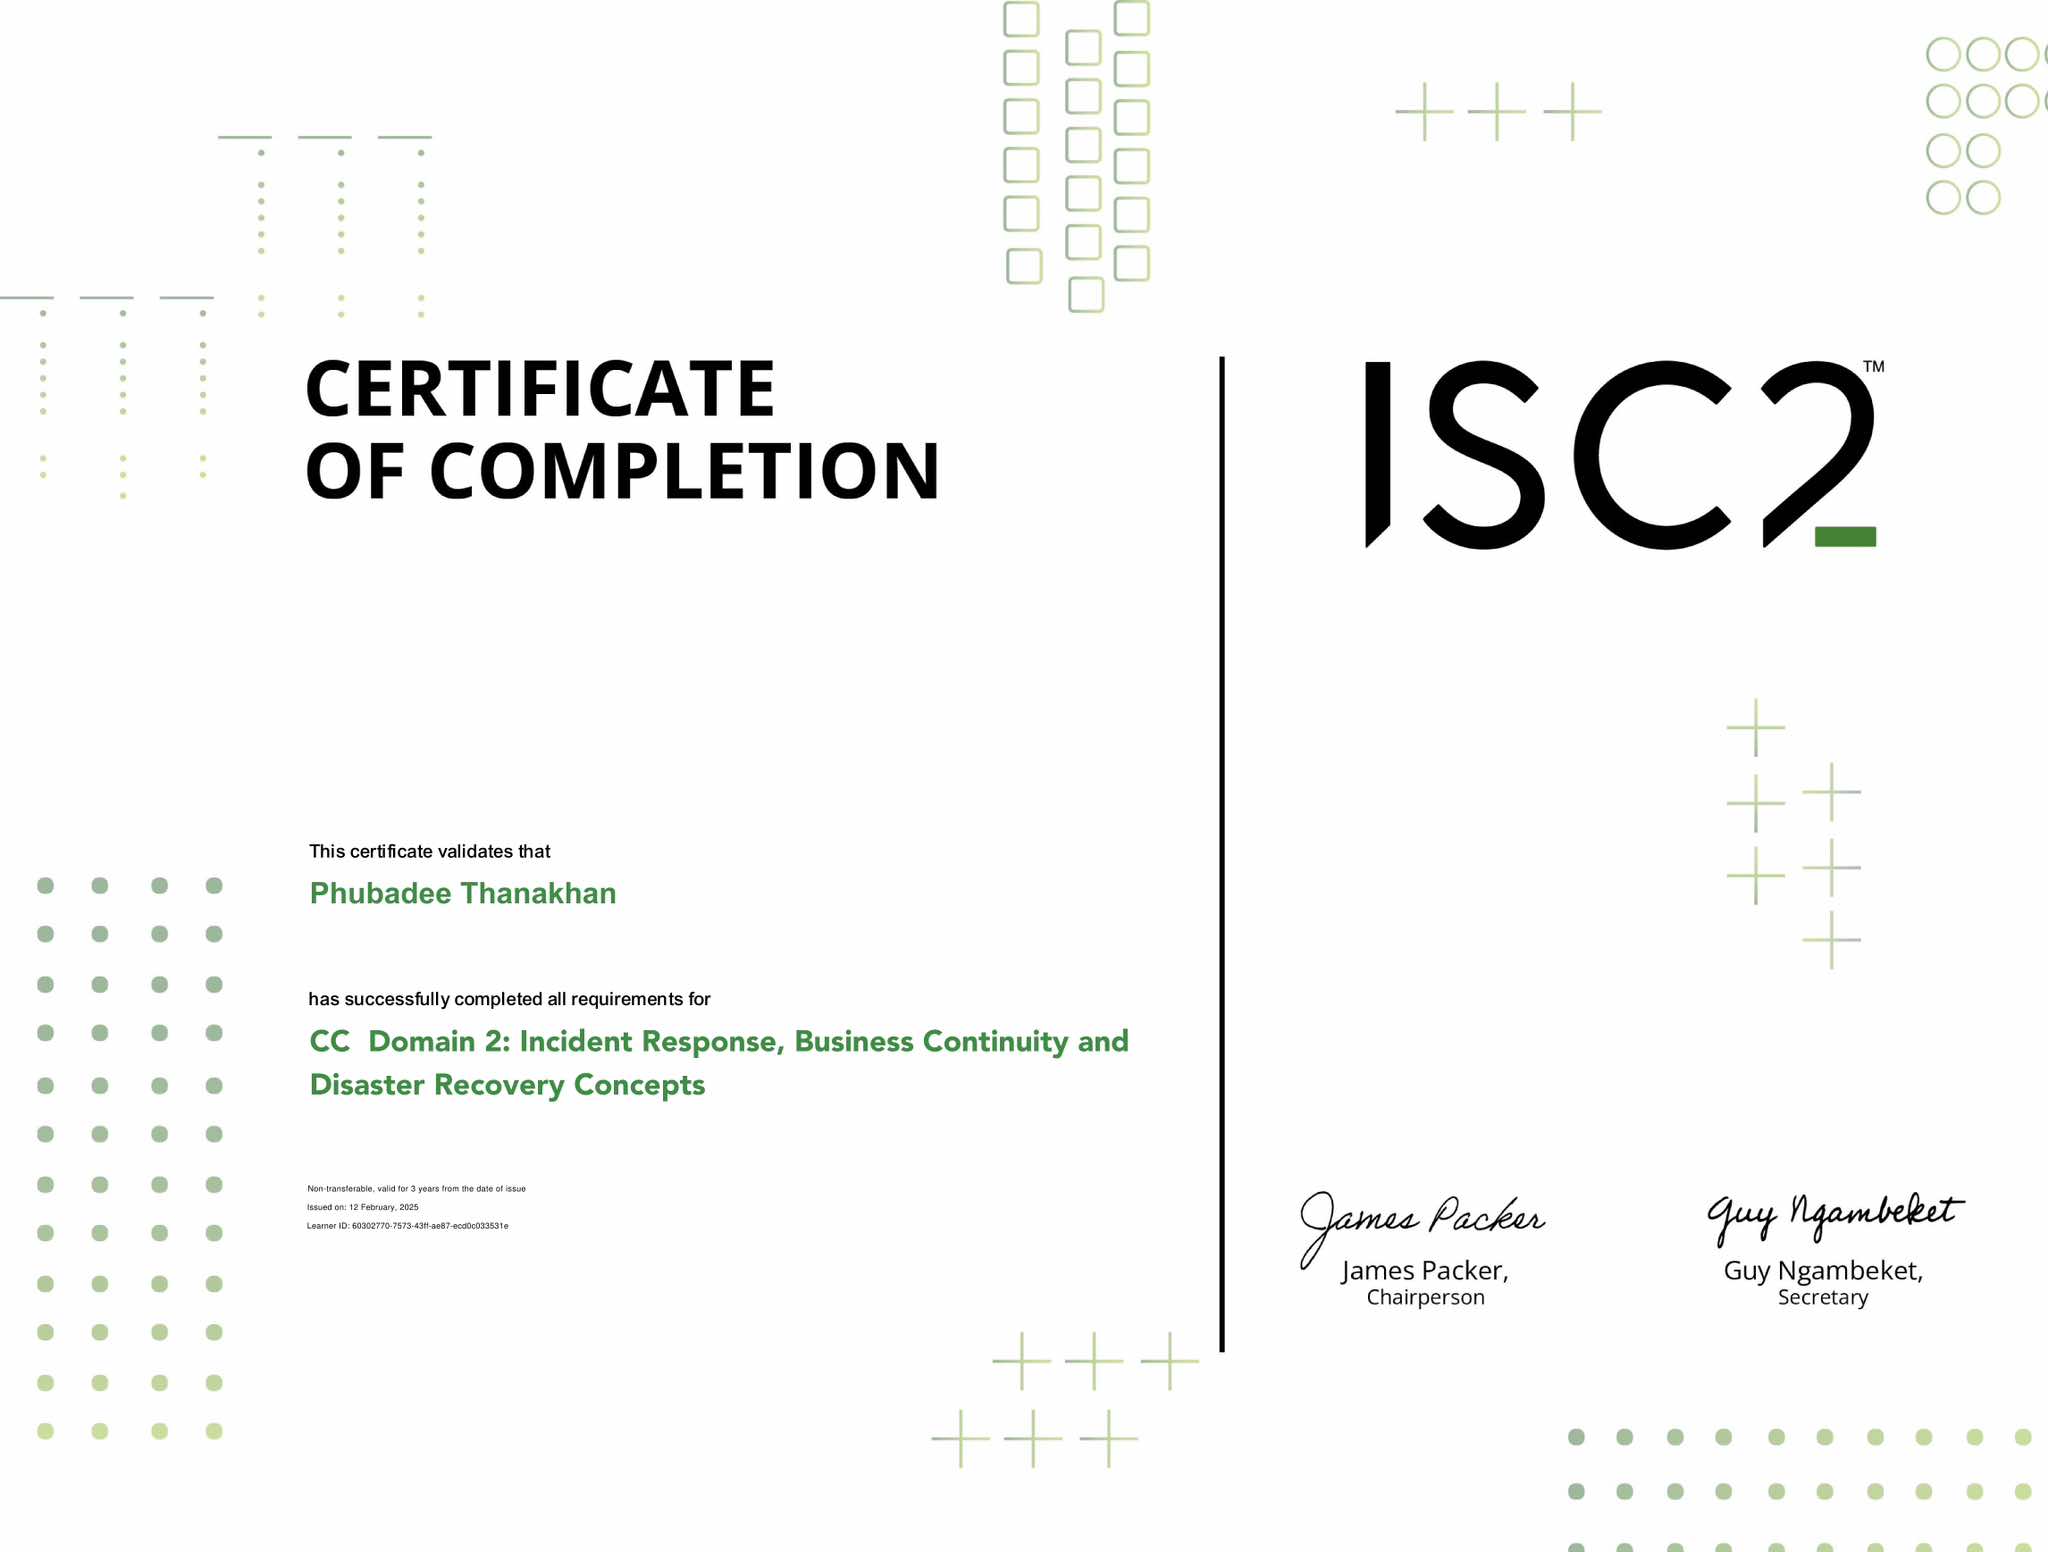 CERTIFICATE
OF COMPLETION
ISC2™
This certificate validates that
Phubadee Thanakhan
has successfully completed all requirements for
CC  Domain 2: Incident Response, Business Continuity and
Disaster Recovery Concepts
Non-transferable, valid for 3 years from the date of issue
Issued on: 12 February, 2025
Learner ID: 60302770-7573-43ff-ae87-ecd0c033531e
James Packer
James Packer,
Chairperson
Guy Ngambeket
Guy Ngambeket,
Secretary